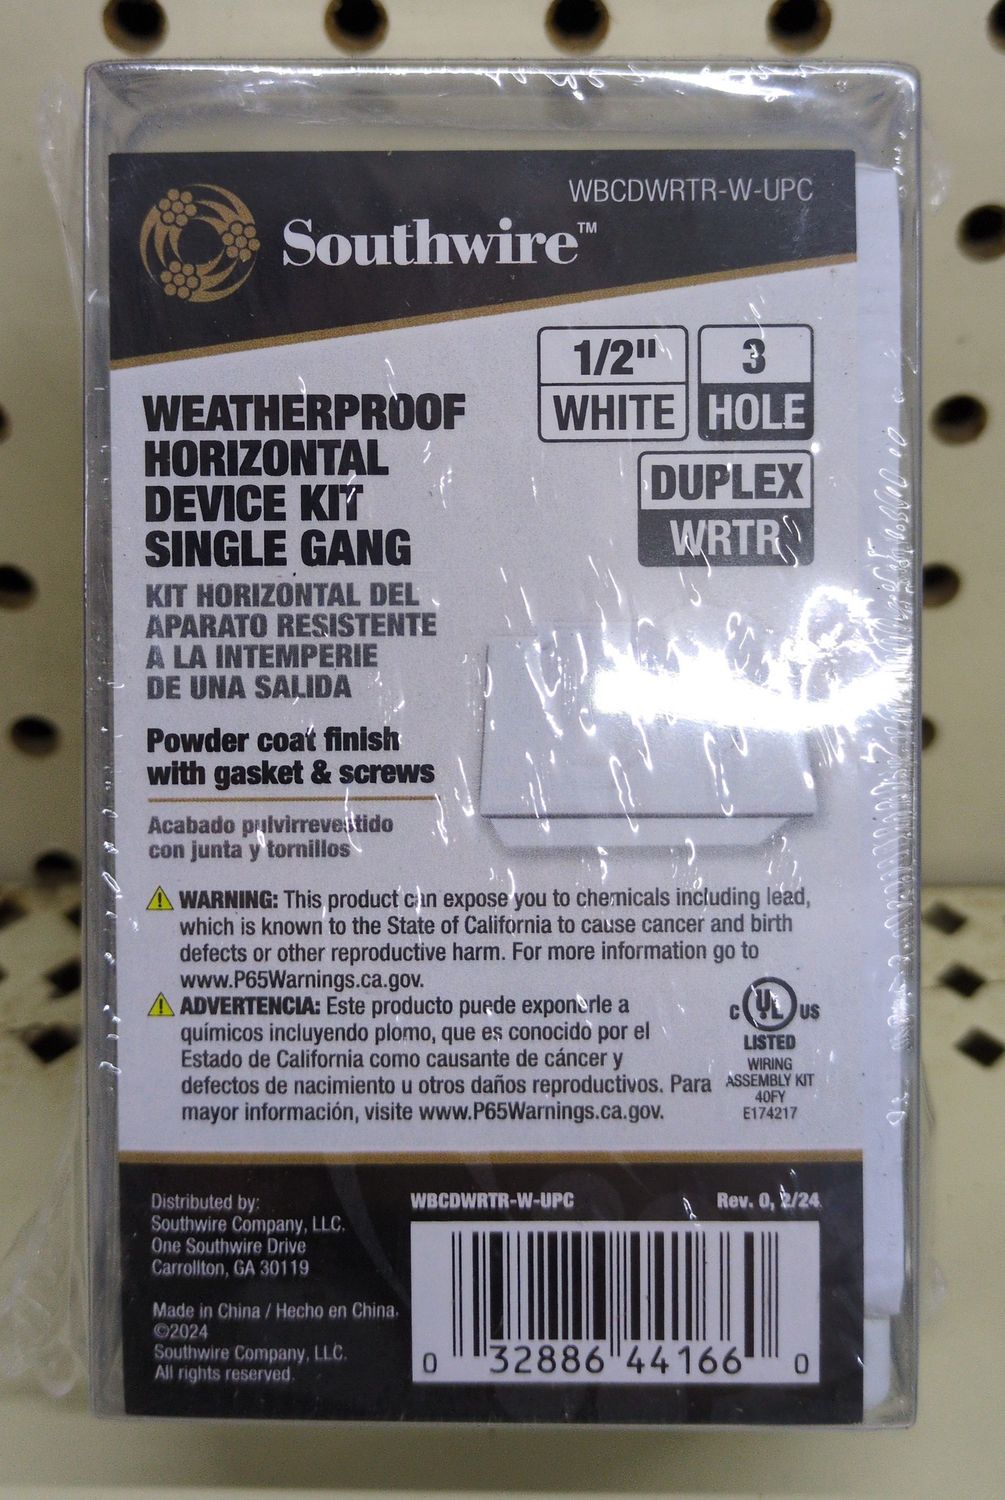 WBCDWRTR-W-UPC
Southwire™
1/2"
WHITE
3
HOLE
DUPLEX
WRTR
WEATHERPROOF
HORIZONTAL
DEVICE KIT
SINGLE GANG
KIT HORIZONTAL DEL
APARATO RESISTENTE
A LA INTEMPERIE
DE UNA SALIDA
Powder coat finish
with gasket & screws
Acabado pulvirrevestido
con junta y tornillos
WARNING: This product can expose you to chemicals including lead,
which is known to the State of California to cause cancer and birth
defects or other reproductive harm. For more information go to
www.P65Warnings.ca.gov.
ADVERTENCIA: Este producto puede exponerle a
químicos incluyendo plomo, que es conocido por el
Estado de California como causante de cáncer y
defectos de nacimiento u otros daños reproductivos. Para
mayor información, visite www.P65Warnings.ca.gov.
C UL US
LISTED
WIRING
ASSEMBLY KIT
40FY
E174217
Distributed by:
Southwire Company, LLC.
One Southwire Drive
Carrollton, GA 30119
Made in China / Hecho en China.
©2024
Southwire Company, LLC.
All rights reserved.
WBCDWRTR-W-UPC Rev. 0, 2/24
0 32886 44166 0